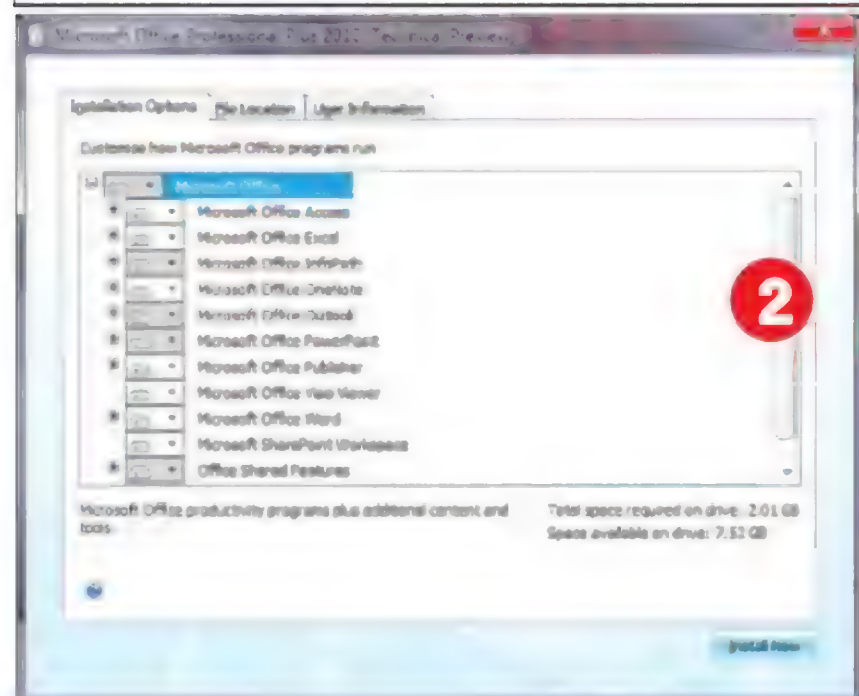 Microsoft Office Professional Plus 2010 Technical Preview
Installation Options File Location User Information
Customise how Microsoft Office programs run
Microsoft Office
Microsoft Office Access
Microsoft Office Excel
Microsoft Office InfoPath
Microsoft Office OneNote
Microsoft Office Outlook
2
Microsoft Office PowerPoint
Microsoft Office Publisher
Microsoft Office Visio Viewer
Microsoft Office Word
Microsoft SharePoint Workspace
Office Shared Features
Microsoft Office productivity programs plus additional content and
tools
Total space required on drive: 2.01 GB
Space available on drive: 7.52 GB
Install Now